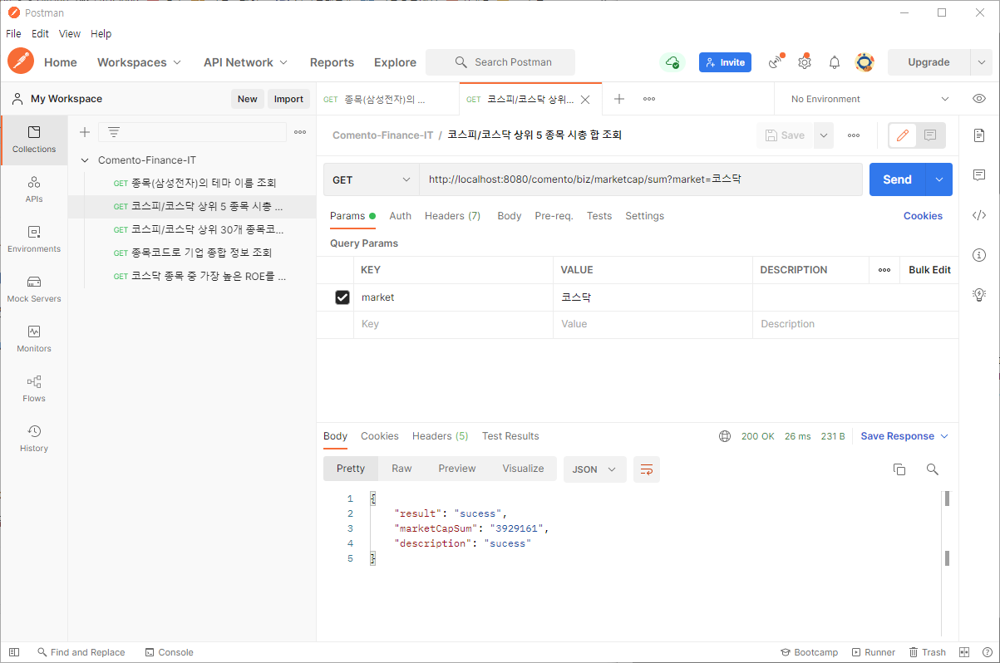 Postman
File Edit View Help
Home Workspaces API Network Reports Explore Search Postman Invite Upgrade
My Workspace New Import GET 종목(삼성전자)의 ... GET 코스피/코스닥 상위... No Environment
Collections
APIs
Environments
Mock Servers
Monitors
Flows
History
Comento-Finance-IT
GET 종목(삼성전자)의 테마 이름 조회
GET 코스피/코스닥 상위 5 종목 시총 ...
GET 코스피/코스닥 상위 30개 종목코...
GET 종목코드로 기업 종합 정보 조회
GET 코스닥 종목 중 가장 높은 ROE를 ...
Comento-Finance-IT / 코스피/코스닥 상위 5 종목 시총 합 조회 Save
GET http://localhost:8080/comento/biz/marketcap/sum?market=코스닥 Send
Params Auth Headers (7) Body Pre-req. Tests Settings Cookies
Query Params
KEY VALUE DESCRIPTION Bulk Edit
market 코스닥
Key Value Description
Body Cookies Headers (5) Test Results 200 OK 26 ms 231 B Save Response
Pretty Raw Preview Visualize JSON
1 {
2 "result": "sucess",
3 "marketCapSum": "3929161",
4 "description": "sucess"
5 }
Find and Replace Console Bootcamp Runner Trash